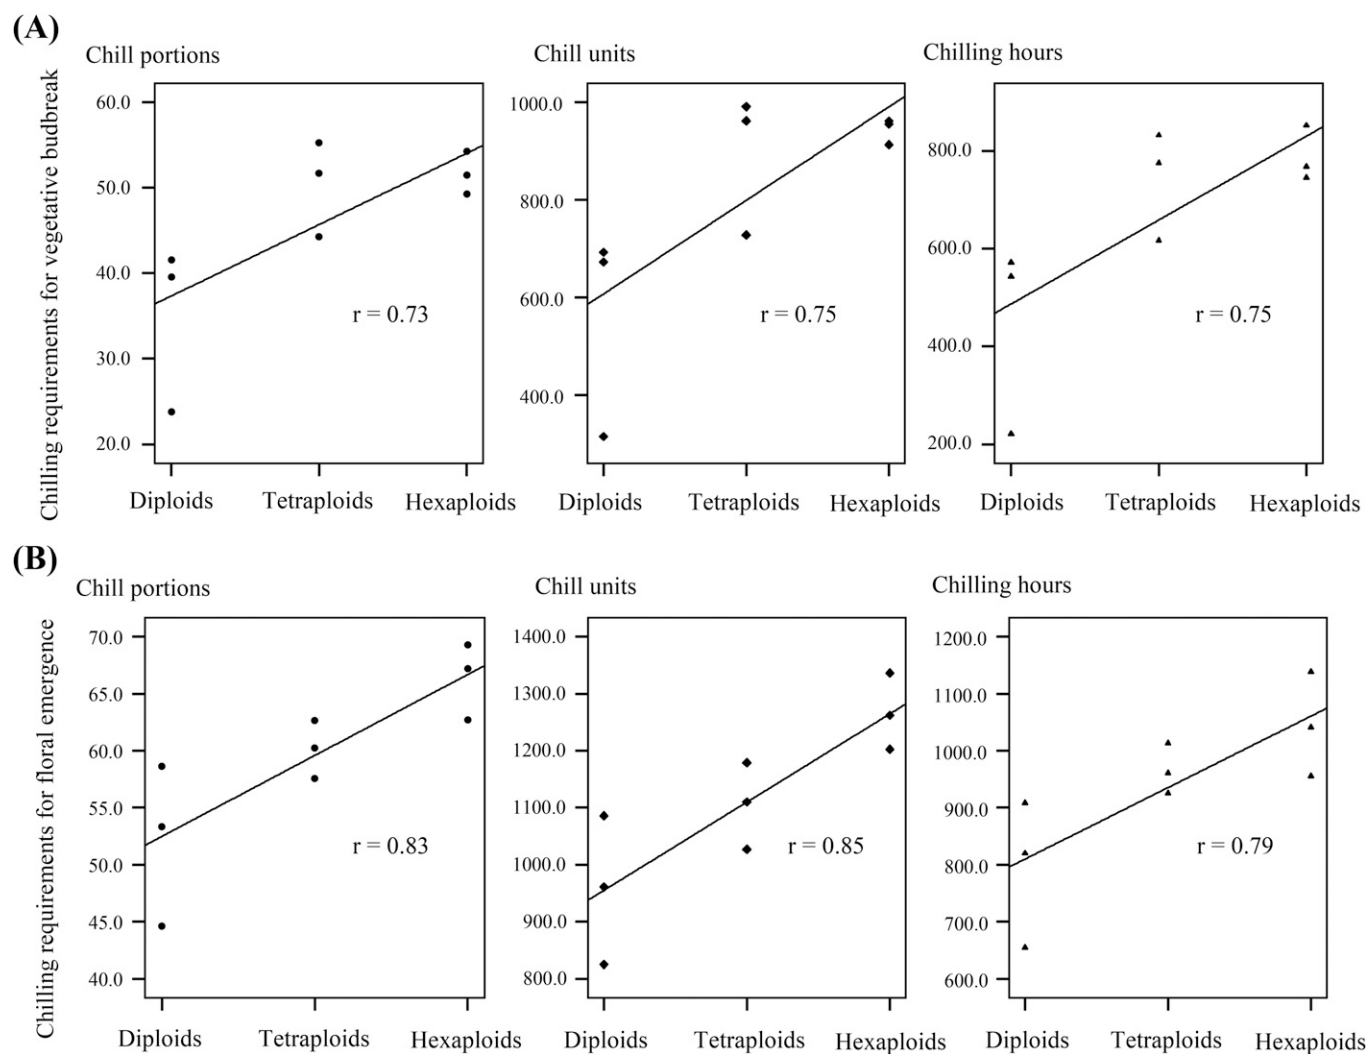 (A)
Chill portions
Chill units
Chilling hours
Chilling requirements for vegetative budbreak
60.0
50.0
40.0
30.0
20.0
r = 0.73
Diploids
Tetraploids
Hexaploids
1000.0
800.0
600.0
400.0
r = 0.75
Diploids
Tetraploids
Hexaploids
800.0
600.0
400.0
200.0
r = 0.75
Diploids
Tetraploids
Hexaploids
(B)
Chill portions
Chill units
Chilling hours
Chilling requirements for floral emergence
70.0
65.0
60.0
55.0
50.0
45.0
40.0
r = 0.83
Diploids
Tetraploids
Hexaploids
1400.0
1300.0
1200.0
1100.0
1000.0
900.0
800.0
r = 0.85
Diploids
Tetraploids
Hexaploids
1200.0
1100.0
1000.0
900.0
800.0
700.0
600.0
r = 0.79
Diploids
Tetraploids
Hexaploids